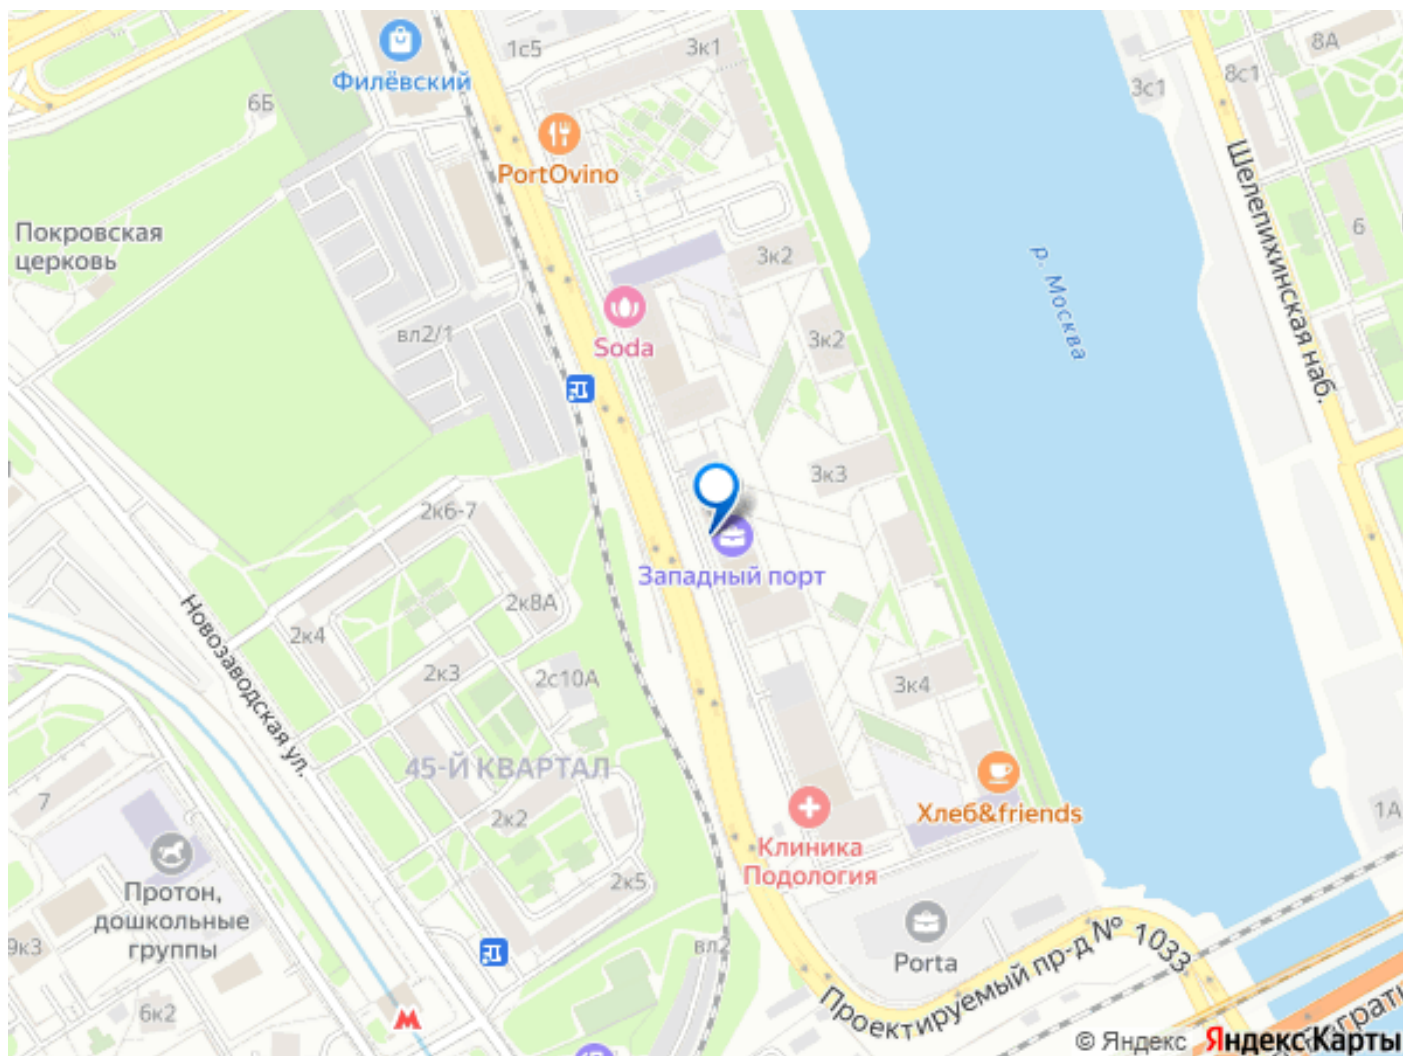 1с5
3к1
8А
Филёвский
8с1
3с1
6Б
PortOvino
Покровская
церковь
Шелепихинская наб.
6
3к2
р. Москва
вл2/1
3к2
Soda
3к3
2к6-7
Западный порт
2к8А
Новозаводская ул.
2к4
2к3
2с10А
3к4
45-Й КВАРТАЛ
7
2к2
Хлеб&friends
1А
Клиника
Подология
Протон,
дошкольные
группы
2к5
9к3
вл2
Porta
Проектируемый пр-д № 1033
6к2
© Яндекс Яндекс Карты